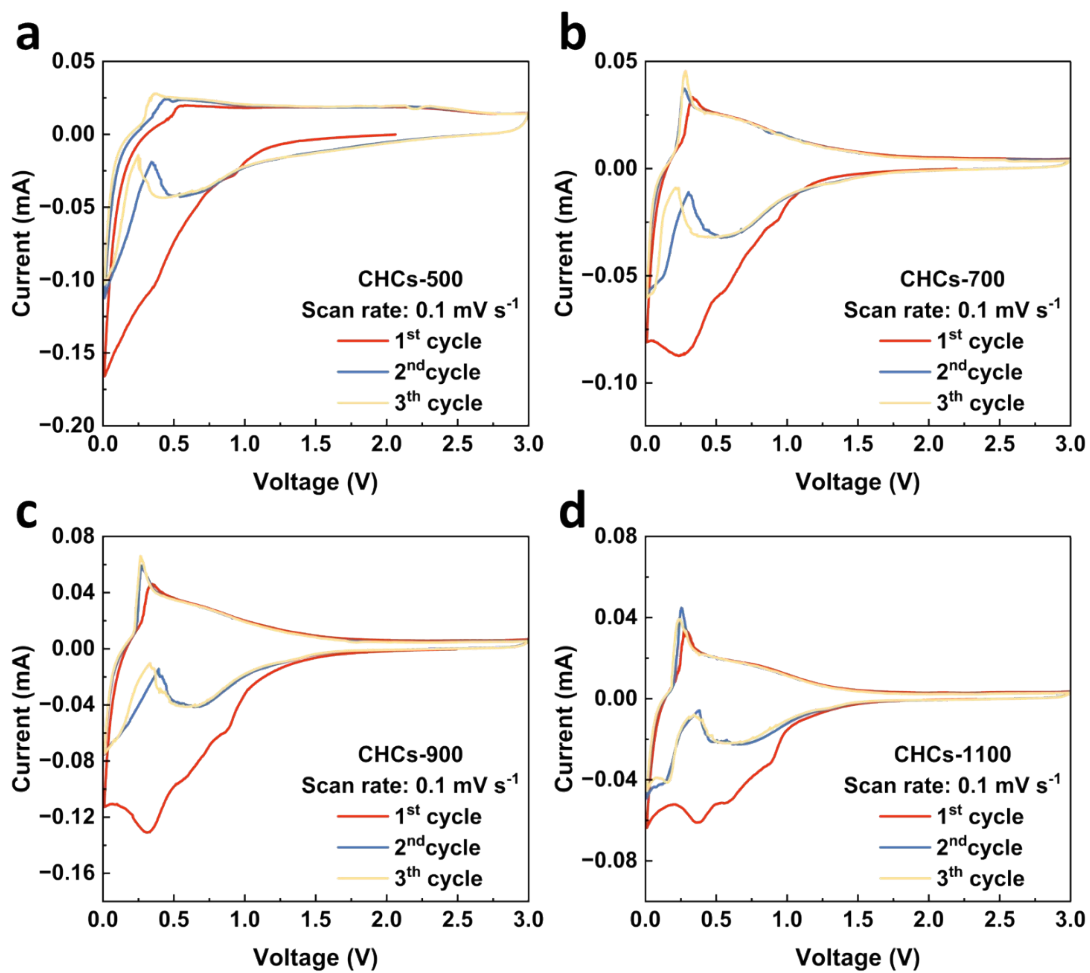 a
0.05
0.00
−0.05
−0.10
−0.15
−0.20
Current (mA)
CHCs-500
Scan rate: 0.1 mV s⁻¹
1ˢᵗ cycle
2ⁿᵈcycle
3ᵗʰ cycle
0.0 0.5 1.0 1.5 2.0 2.5 3.0
Voltage (V)
b
0.05
0.00
−0.05
−0.10
Current (mA)
CHCs-700
Scan rate: 0.1 mV s⁻¹
1ˢᵗ cycle
2ⁿᵈcycle
3ᵗʰ cycle
0.0 0.5 1.0 1.5 2.0 2.5 3.0
Voltage (V)
c
0.08
0.04
0.00
−0.04
−0.08
−0.12
−0.16
Current (mA)
CHCs-900
Scan rate: 0.1 mV s⁻¹
1ˢᵗ cycle
2ⁿᵈcycle
3ᵗʰ cycle
0.0 0.5 1.0 1.5 2.0 2.5 3.0
Voltage (V)
d
0.08
0.04
0.00
−0.04
−0.08
Current (mA)
CHCs-1100
Scan rate: 0.1 mV s⁻¹
1ˢᵗ cycle
2ⁿᵈcycle
3ᵗʰ cycle
0.0 0.5 1.0 1.5 2.0 2.5 3.0
Voltage (V)